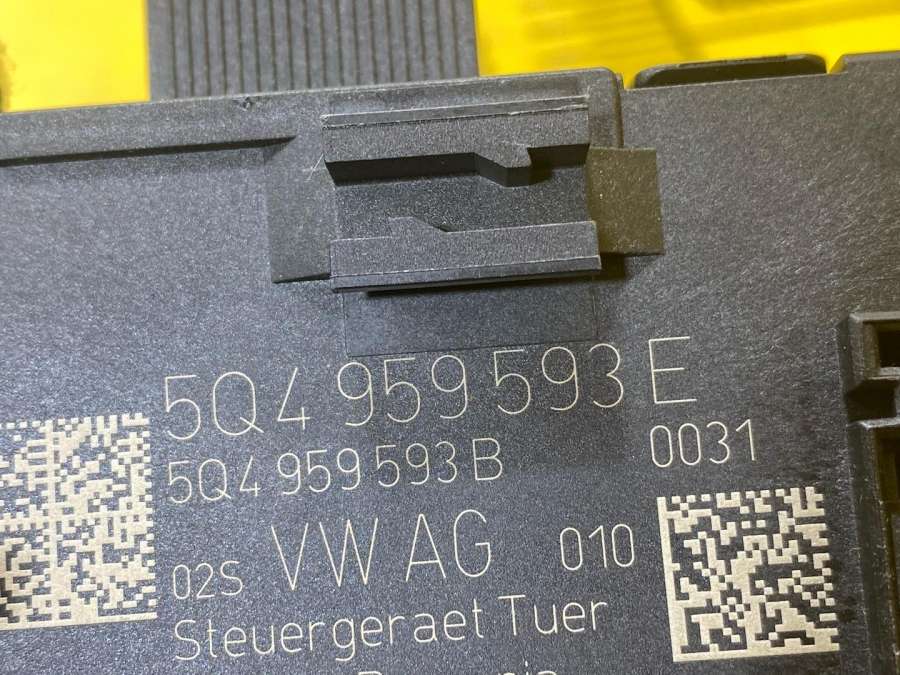 5Q4 959 593 E
5Q4 959 593 B 0031
02S VW AG 010
Steuergeraet Tuer